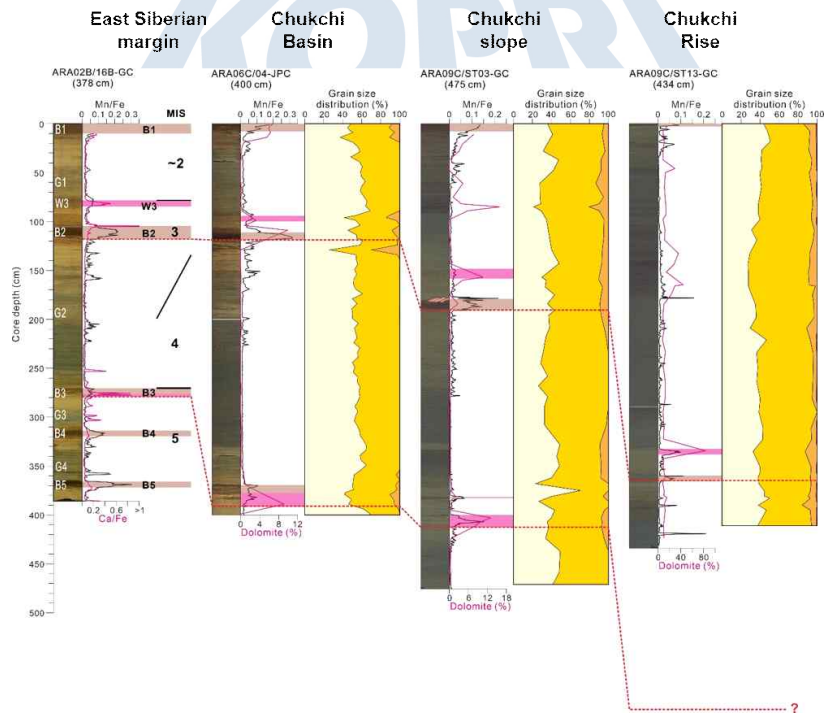 KOPRI
East Siberian
margin
Chukchi
Basin
Chukchi
slope
Chukchi
Rise
ARA02B/16B-GC
(378 cm)
ARA06C/04-JPC
(400 cm)
ARA09C/ST03-GC
(475 cm)
ARA09C/ST13-GC
(434 cm)
Mn/Fe
0 0.1 0.2 0.3
MIS
Mn/Fe
0 0.1 0.2
Grain size
distribution (%)
0 20 40 60 80 100
Mn/Fe
0 0.1 0.2
Grain size
distribution (%)
0 20 40 60 80 100
Mn/Fe
0 0.1 0.2
Grain size
distribution (%)
0 20 40 60 80 100
Core depth (cm)
0
50
100
150
200
250
300
350
400
450
500
B1
G1
W3
B2
G2
B3
G3
B4
G4
B5
B1
W3
B2
B3
B4
B5
~2
3
4
5
0.2 0.6 >1
Ca/Fe
0 4 8 12
Dolomite (%)
0 6 12 18
Dolomite (%)
0 40 80
Dolomite (%)
?